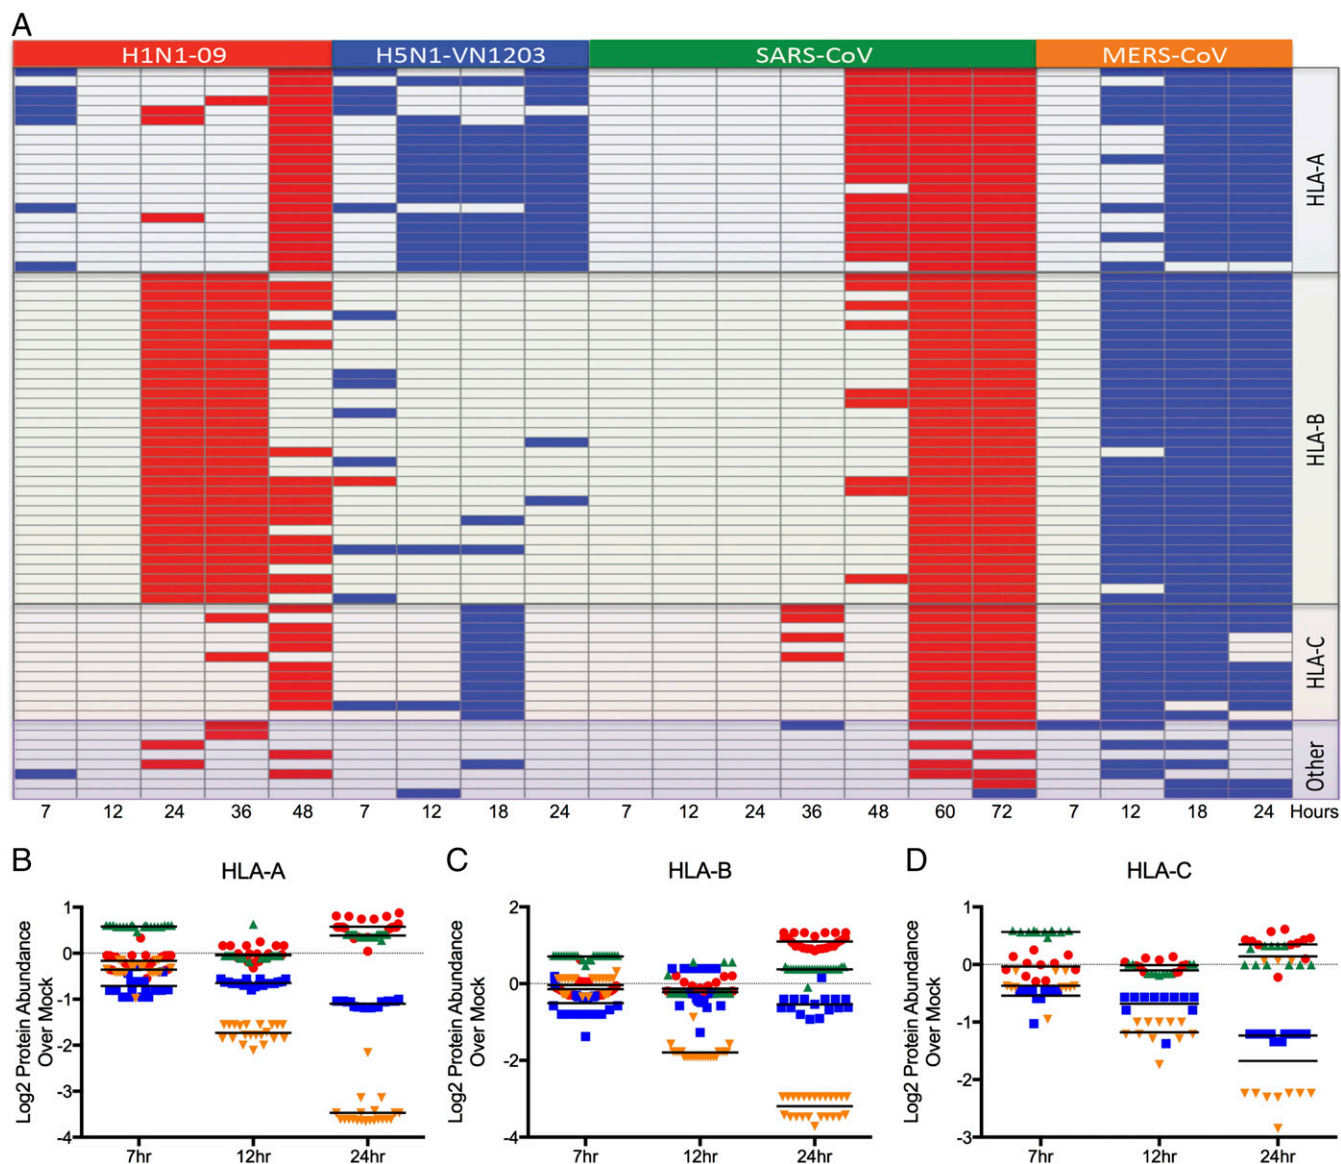 A
H1N1-09 H5N1-VN1203 SARS-CoV MERS-CoV
HLA-A
HLA-B
HLA-C
Other
7 12 24 36 48 7 12 18 24 7 12 24 36 48 60 72 7 12 18 24 Hours
B
HLA-A
Log2 Protein Abundance
Over Mock
1
0
-1
-2
-3
-4
7hr 12hr 24hr
C
HLA-B
Log2 Protein Abundance
Over Mock
2
0
-2
-4
7hr 12hr 24hr
D
HLA-C
Log2 Protein Abundance
Over Mock
1
0
-1
-2
-3
7hr 12hr 24hr